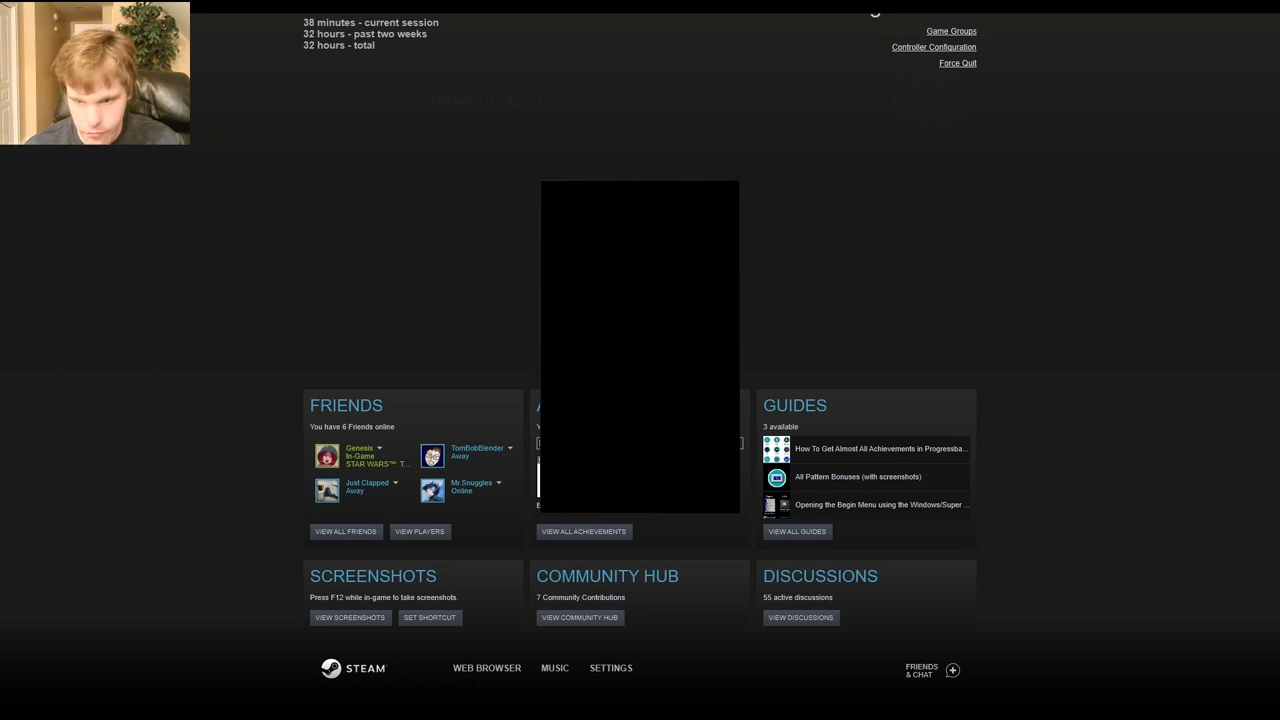 38 minutes - current session
32 hours - past two weeks
32 hours - total
Game Groups
Controller Configuration
Force Quit
FRIENDS
You have 6 Friends online
Genesis
In-Game
STAR WARS™: T...
TomBobBlender
Away
Just Clapped
Away
Mr.Snuggles
Online
VIEW ALL FRIENDS
VIEW PLAYERS
VIEW ALL ACHIEVEMENTS
GUIDES
3 available
How To Get Almost All Achievements in Progressba...
All Pattern Bonuses (with screenshots)
Opening the Begin Menu using the Windows/Super ...
VIEW ALL GUIDES
SCREENSHOTS
Press F12 while in-game to take screenshots.
VIEW SCREENSHOTS
SET SHORTCUT
COMMUNITY HUB
7 Community Contributions
VIEW COMMUNITY HUB
DISCUSSIONS
55 active discussions
VIEW DISCUSSIONS
STEAM
WEB BROWSER
MUSIC
SETTINGS
FRIENDS
& CHAT